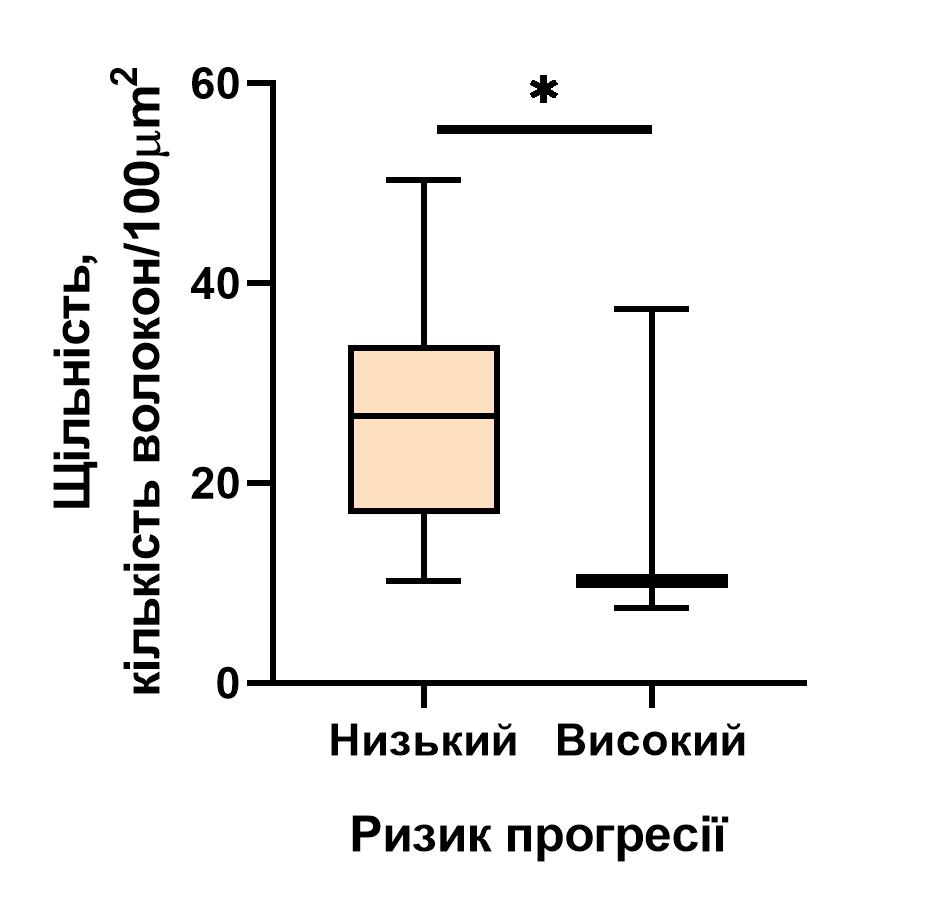 Щільність,
кількість волокон/100μm²
60
40
20
0
*
Низький Високий
Ризик прогресії